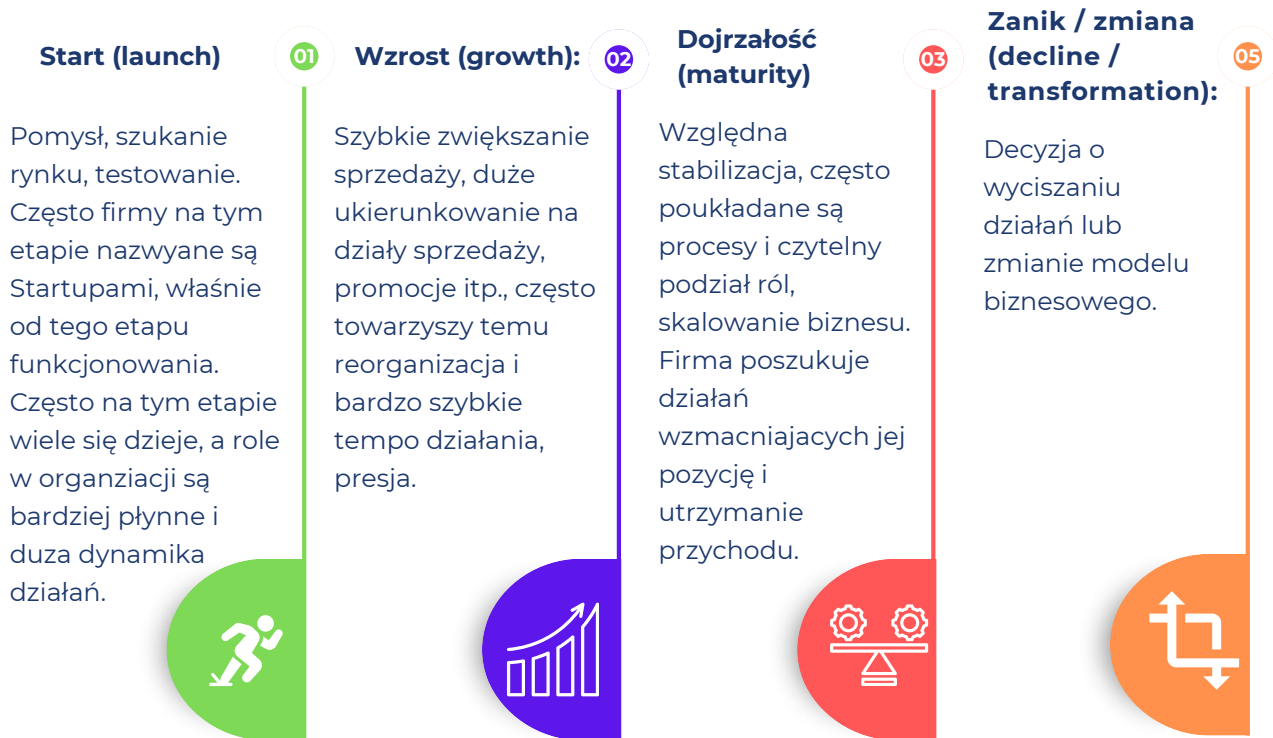 Start (launch)
01
Pomysł, szukanie
rynku, testowanie.
Często firmy na tym
etapie nazwyane są
Startupami, właśnie
od tego etapu
funkcjonowania.
Często na tym etapie
wiele się dzieje, a role
w organziacji są
bardziej płynne i
duza dynamika
działań.
Wzrost (growth):
02
Szybkie zwiększanie
sprzedaży, duże
ukierunkowanie na
działy sprzedaży,
promocje itp., często
towarzyszy temu
reorganizacja i
bardzo szybkie
tempo działania,
presja.
Dojrzałość
(maturity)
03
Względna
stabilizacja, często
poukładane są
procesy i czytelny
podział ról,
skalowanie biznesu.
Firma poszukuje
działań
wzmacniajacych jej
pozycję i
utrzymanie
przychodu.
Zanik / zmiana
(decline /
transformation):
05
Decyzja o
wyciszaniu
działań lub
zmianie modelu
biznesowego.